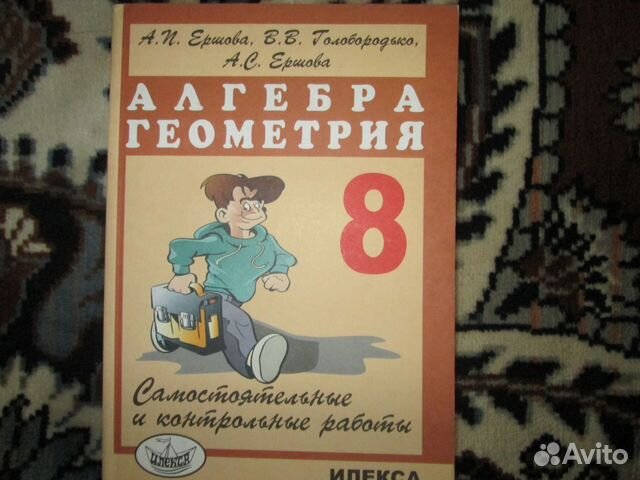 А.П. Ершова, В.В. Голобородько,
А.С. Ершова
АЛГЕБРА
ГЕОМЕТРИЯ
8
Самостоятельные
и контрольные работы
илекса
ИЛЕКСА
Avito